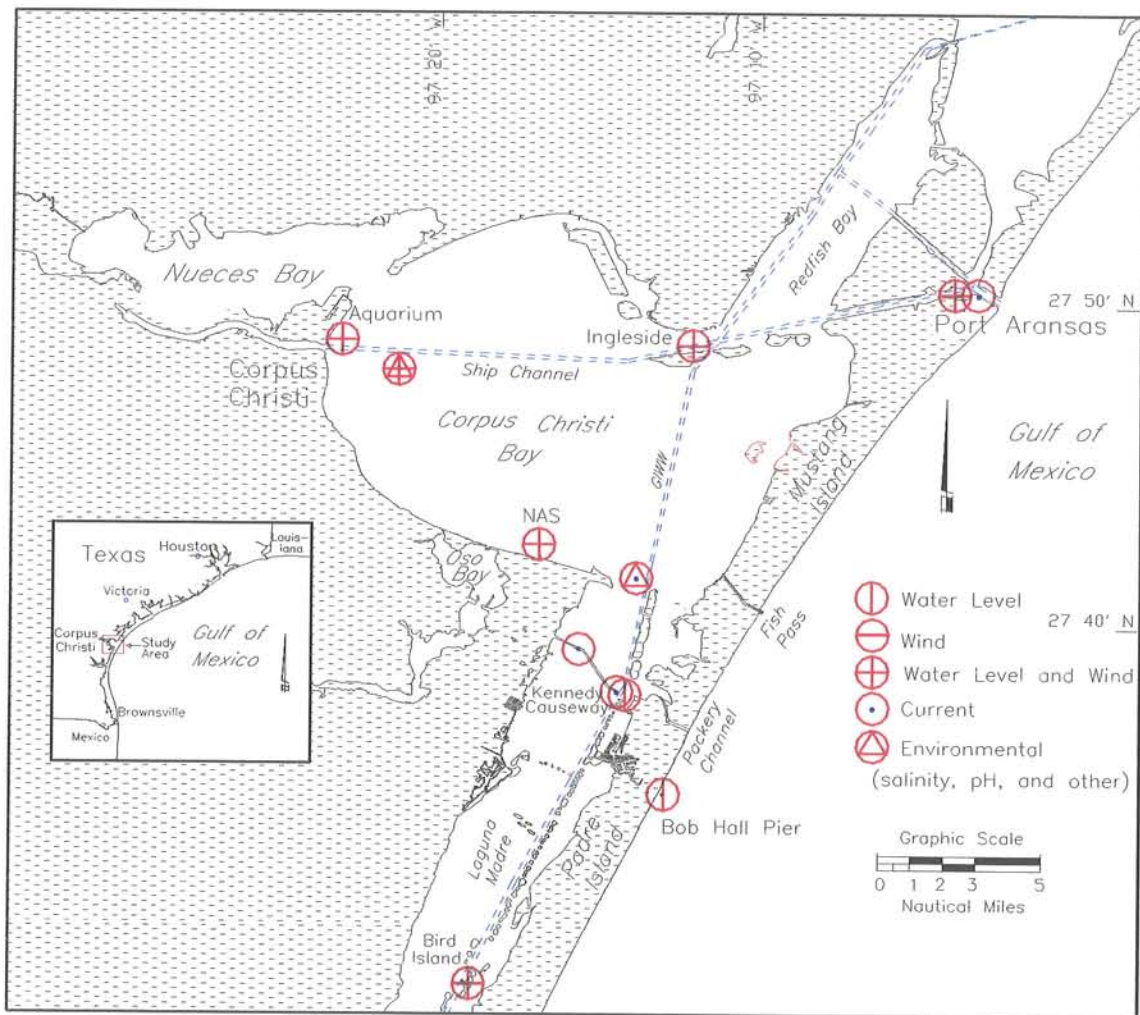 97 20' W
97 10' W
Nueces Bay
Redfish Bay
Aquarium
27 50' N
Port Aransas
Ingleside
Corpus
Christi
Ship Channel
Corpus Christi
Bay
Gulf of
Mexico
GIWW
Mustang
Island
NAS
Oso
Bay
Texas
Houston
Louis-
iana
Victoria
Corpus
Christi
Study
Area
Gulf of
Mexico
Brownsville
Mexico
Fish
Pass
27 40' N
Water Level
Wind
Water Level and Wind
Current
Environmental
(salinity, pH, and other)
Kennedy
Causeway
Packery
Channel
Bob Hall Pier
Laguna
Madre
Padre
Island
Bird
Island
Graphic Scale
0 1 2 3 5
Nautical Miles